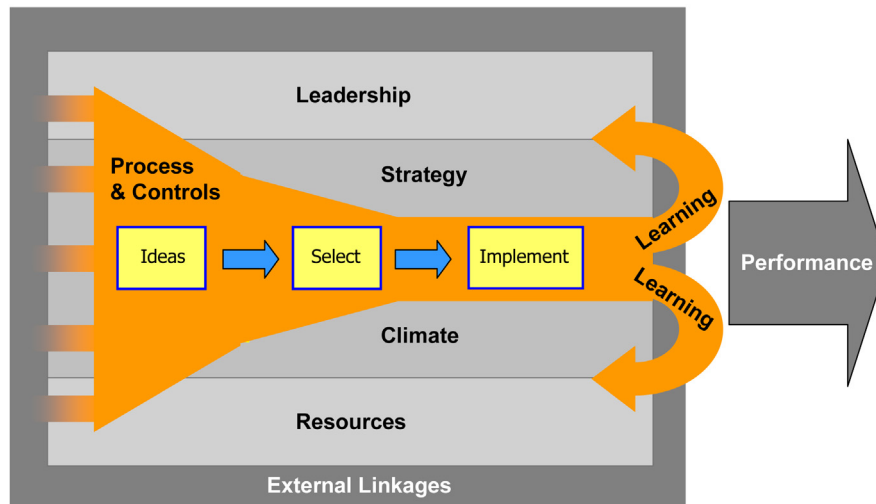 Leadership
Process
& Controls
Strategy
Learning
Ideas
Select
Implement
Performance
Learning
Climate
Resources
External Linkages